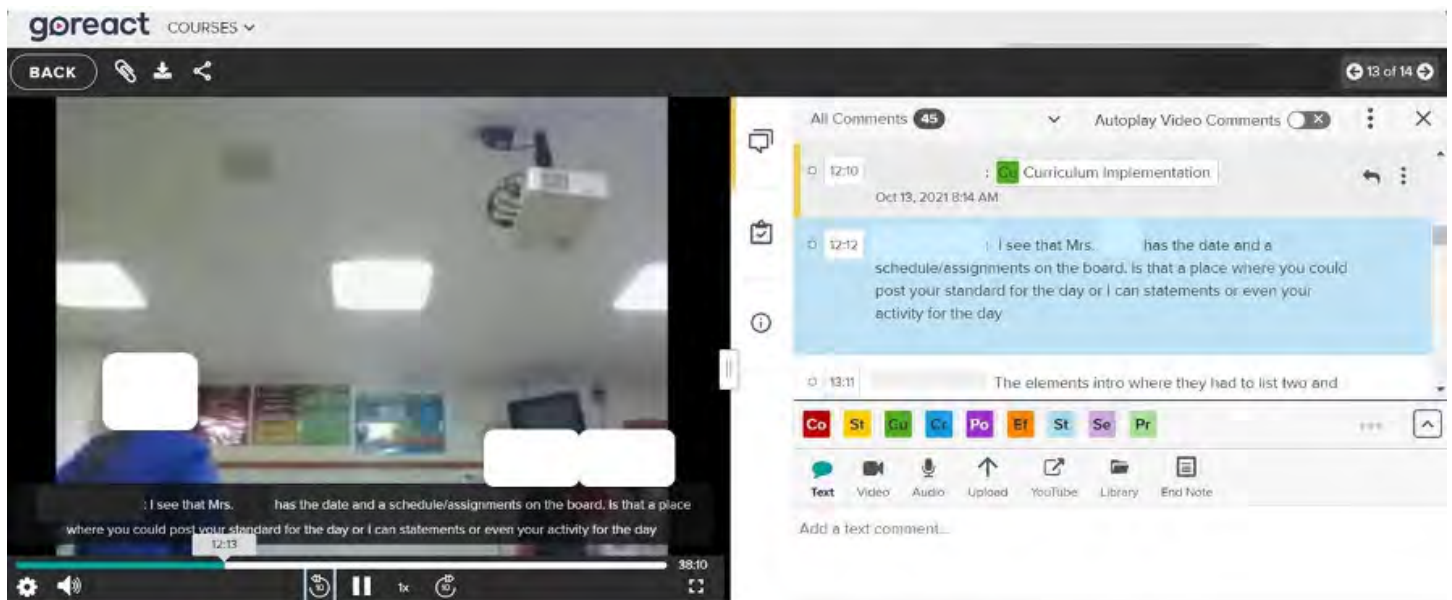 goreact COURSES
BACK
13 of 14
All Comments 45
Autoplay Video Comments
12:10
: Cu Curriculum Implementation
Oct 13, 2021 8:14 AM
12:12
: I see that Mrs. has the date and a
schedule/assignments on the board. Is that a place where you could
post your standard for the day or I can statements or even your
activity for the day
13:11
The elements intro where they had to list two and
Co St Cu Cr Po Ef St Se Pr
Text Video Audio Upload YouTube Library End Note
Add a text comment...
: I see that Mrs. has the date and a schedule/assignments on the board. Is that a place
where you could post your standard for the day or I can statements or even your activity for the day
12:13
38:10
10 1x 10